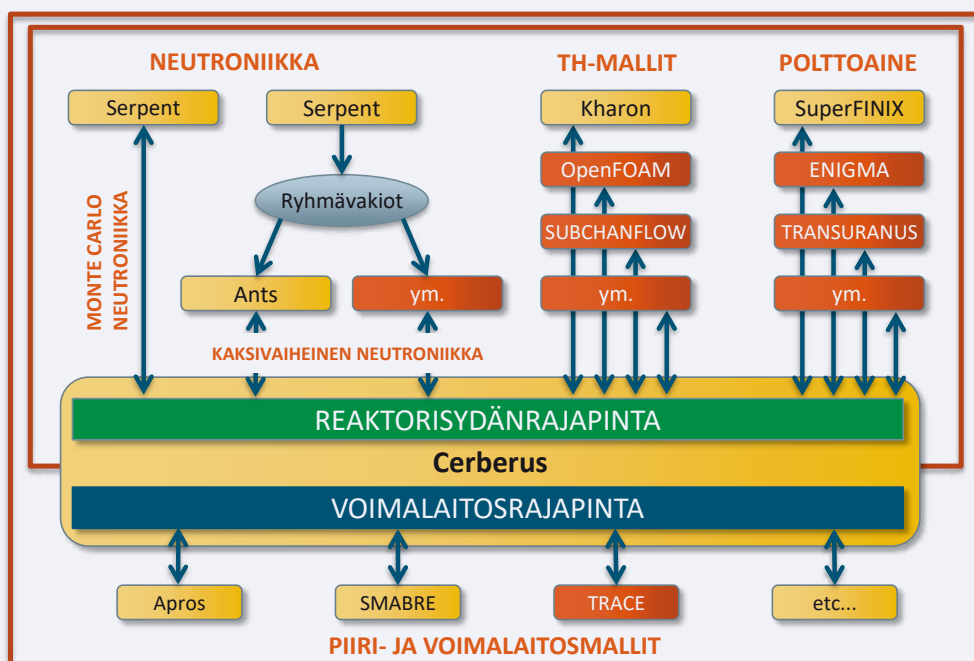 NEUTRONIIKKA
TH-MALLIT
POLTTOAINE
Serpent
Serpent
Kharon
SuperFINIX
OpenFOAM
ENIGMA
Ryhmävakiot
SUBCHANFLOW
TRANSURANUS
MONTE CARLO
NEUTRONIIKKA
Ants
ym.
ym.
ym.
KAKSIVAIHEINEN NEUTRONIIKKA
REAKTORISYDÄNRAJAPINTA
Cerberus
VOIMALAITOSRAJAPINTA
Apros
SMABRE
TRACE
etc...
PIIRI- JA VOIMALAITOSMALLIT